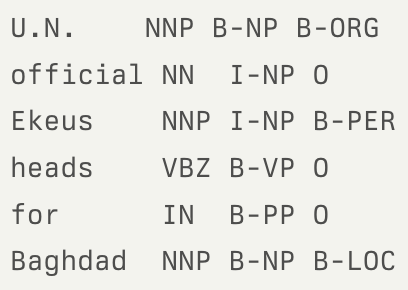 U.N. NNP B-NP B-ORG
official NN I-NP O
Ekeus NNP I-NP B-PER
heads VBZ B-VP O
for IN B-PP O
Baghdad NNP B-NP B-LOC